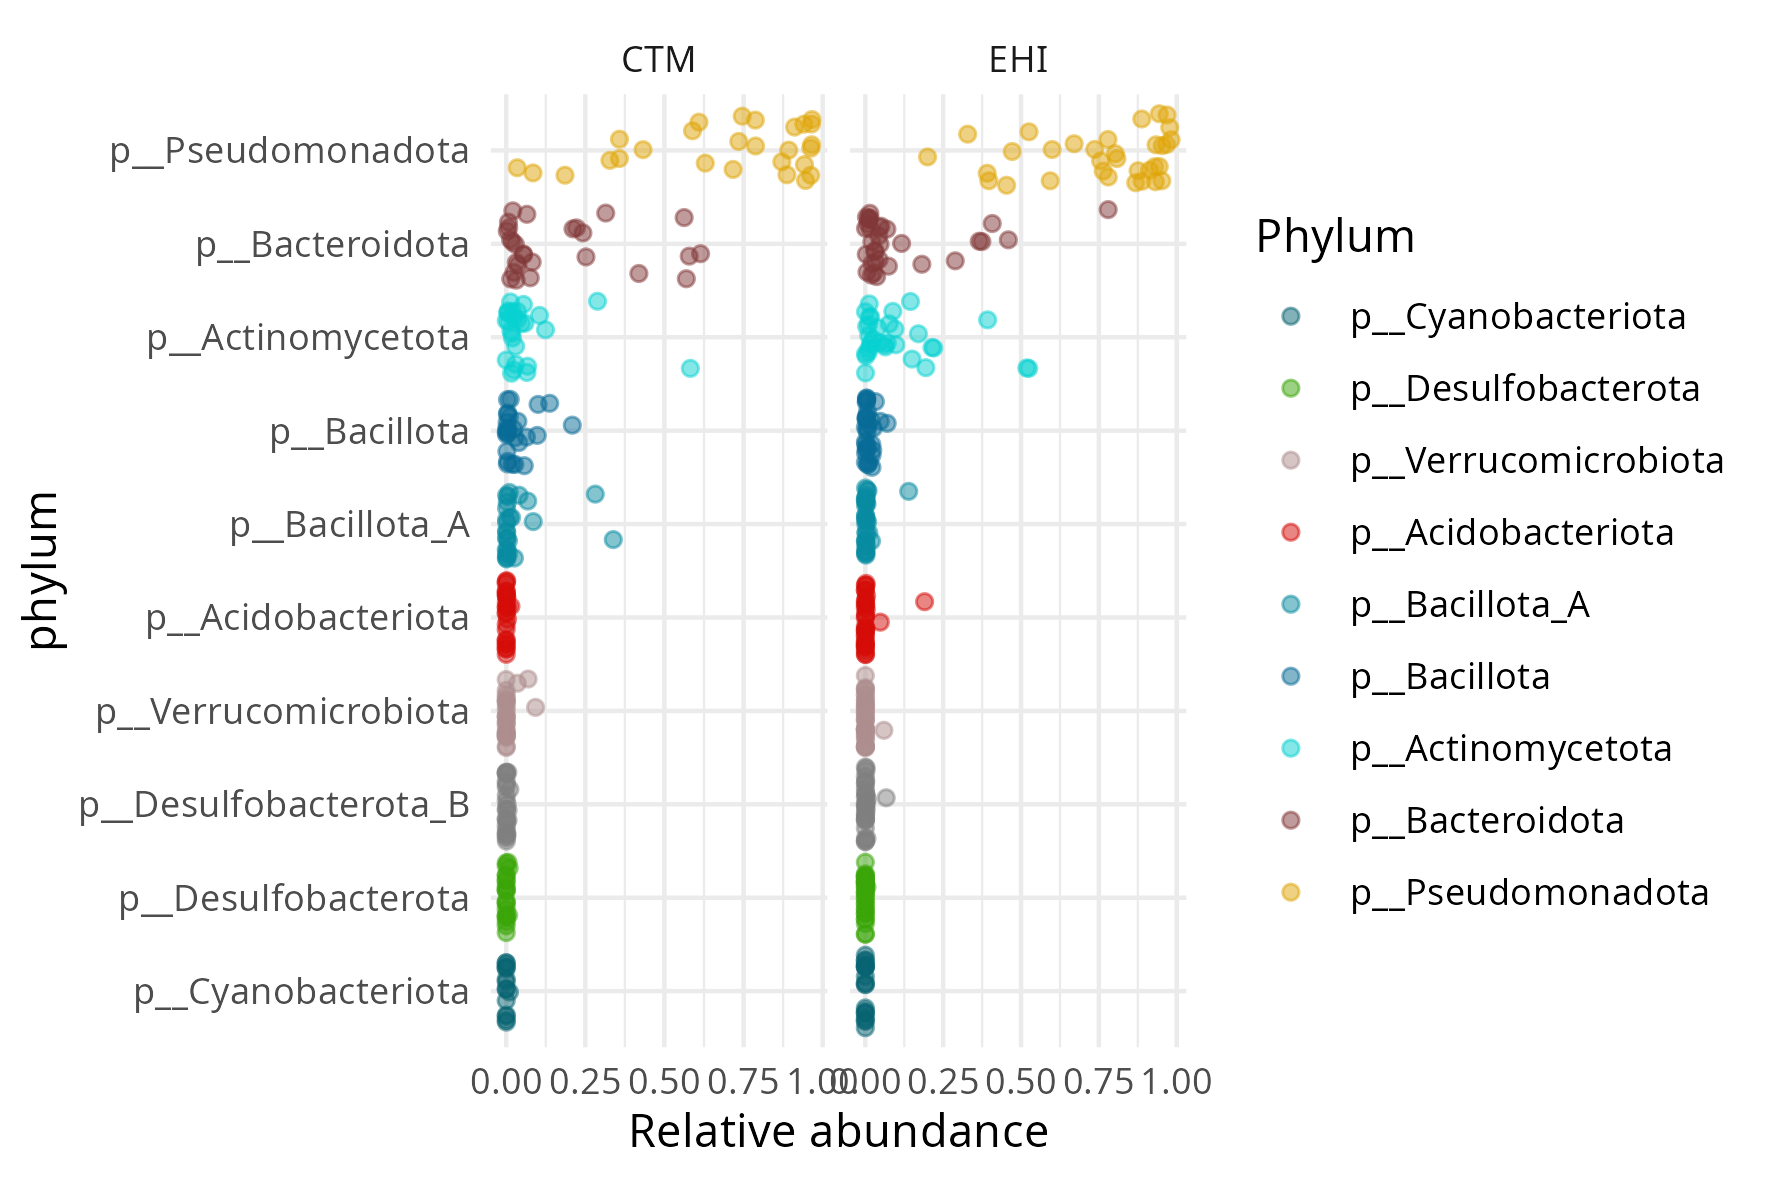 CTM EHI
p__Pseudomonadota
p__Bacteroidota
p__Actinomycetota
p__Bacillota
p__Bacillota_A
p__Acidobacteriota
p__Verrucomicrobiota
p__Desulfobacterota_B
p__Desulfobacterota
p__Cyanobacteriota
phylum
0.00 0.25 0.50 0.75 1.00 0.00 0.25 0.50 0.75 1.00
Relative abundance
Phylum
p__Cyanobacteriota
p__Desulfobacterota
p__Verrucomicrobiota
p__Acidobacteriota
p__Bacillota_A
p__Bacillota
p__Actinomycetota
p__Bacteroidota
p__Pseudomonadota